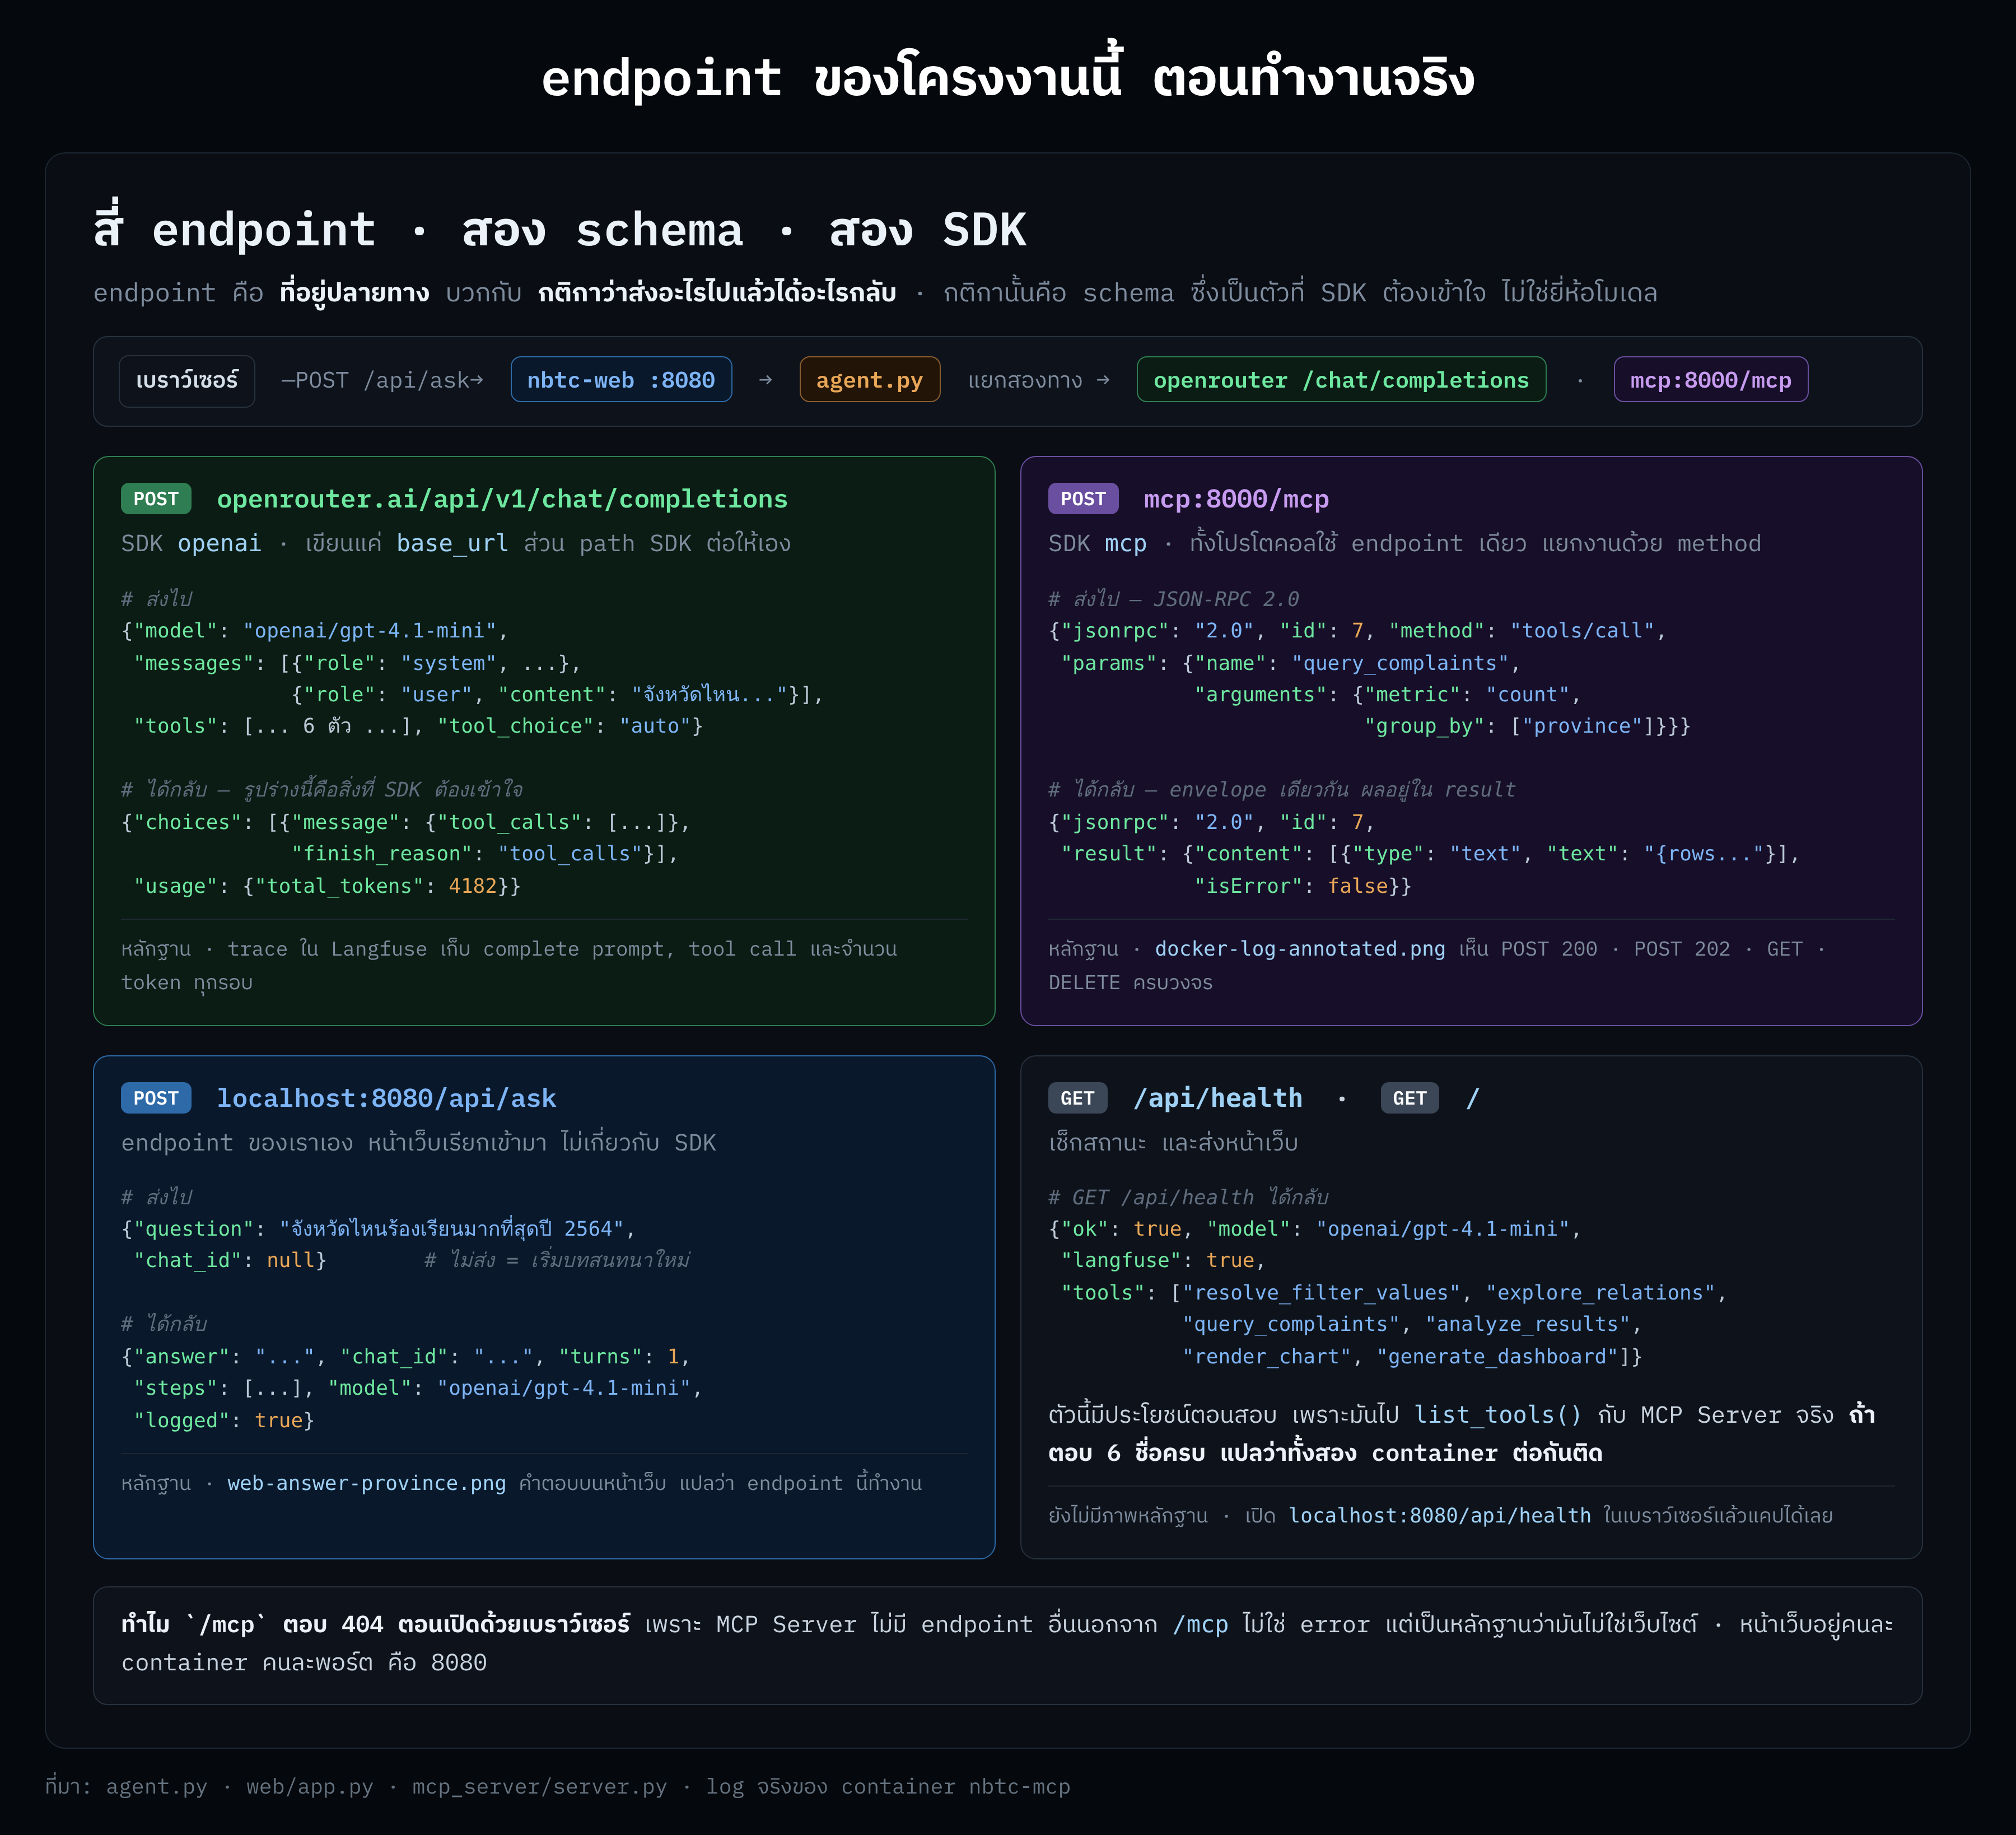 endpoint ของโครงงานนี้ ตอนทำงานจริง
สี่ endpoint · สอง schema · สอง SDK
endpoint คือ ที่อยู่ปลายทาง บวกกับ กติกาว่าส่งอะไรไปแล้วได้อะไรกลับ · กติกานั้นคือ schema ซึ่งเป็นตัวที่ SDK ต้องเข้าใจ ไม่ใช่ยี่ห้อโมเดล
เบราว์เซอร์ —POST /api/ask→ nbtc-web :8080 → agent.py แยกสองทาง → openrouter /chat/completions · mcp:8000/mcp
POST openrouter.ai/api/v1/chat/completions
SDK openai · เขียนแค่ base_url ส่วน path SDK ต่อให้เอง
# ส่งไป
{"model": "openai/gpt-4.1-mini",
"messages": [{"role": "system", ...},
{"role": "user", "content": "จังหวัดไหน..."}],
"tools": [... 6 ตัว ...], "tool_choice": "auto"}
# ได้กลับ — รูปร่างนี้คือสิ่งที่ SDK ต้องเข้าใจ
{"choices": [{"message": {"tool_calls": [...]},
"finish_reason": "tool_calls"}],
"usage": {"total_tokens": 4182}}
หลักฐาน · trace ใน Langfuse เก็บ complete prompt, tool call และจำนวน
token ทุกรอบ
POST mcp:8000/mcp
SDK mcp · ทั้งโปรโตคอลใช้ endpoint เดียว แยกงานด้วย method
# ส่งไป — JSON-RPC 2.0
{"jsonrpc": "2.0", "id": 7, "method": "tools/call",
"params": {"name": "query_complaints",
"arguments": {"metric": "count",
"group_by": ["province"]}}}
# ได้กลับ — envelope เดียวกัน ผลอยู่ใน result
{"jsonrpc": "2.0", "id": 7,
"result": {"content": [{"type": "text", "text": "{rows..."}],
"isError": false}}
หลักฐาน · docker-log-annotated.png เห็น POST 200 · POST 202 · GET ·
DELETE ครบวงจร
POST localhost:8080/api/ask
endpoint ของเราเอง หน้าเว็บเรียกเข้ามา ไม่เกี่ยวกับ SDK
# ส่งไป
{"question": "จังหวัดไหนร้องเรียนมากที่สุดปี 2564",
"chat_id": null} # ไม่ส่ง = เริ่มบทสนทนาใหม่
# ได้กลับ
{"answer": "...", "chat_id": "...", "turns": 1,
"steps": [...], "model": "openai/gpt-4.1-mini",
"logged": true}
หลักฐาน · web-answer-province.png คำตอบบนหน้าเว็บ แปลว่า endpoint นี้ทำงาน
GET /api/health · GET /
เช็กสถานะ และส่งหน้าเว็บ
# GET /api/health ได้กลับ
{"ok": true, "model": "openai/gpt-4.1-mini",
"langfuse": true,
"tools": ["resolve_filter_values", "explore_relations",
"query_complaints", "analyze_results",
"render_chart", "generate_dashboard"]}
ตัวนี้มีประโยชน์ตอนสอบ เพราะมันไป list_tools() กับ MCP Server จริง ถ้า
ตอบ 6 ชื่อครบ แปลว่าทั้งสอง container ต่อกันติด
ยังไม่มีภาพหลักฐาน · เปิด localhost:8080/api/health ในเบราว์เซอร์แล้วแคปได้เลย
ทำไม `/mcp` ตอบ 404 ตอนเปิดด้วยเบราว์เซอร์ เพราะ MCP Server ไม่มี endpoint อื่นนอกจาก /mcp ไม่ใช่ error แต่เป็นหลักฐานว่ามันไม่ใช่เว็บไซต์ · หน้าเว็บอยู่คนละ
container คนละพอร์ต คือ 8080
ที่มา: agent.py · web/app.py · mcp_server/server.py · log จริงของ container nbtc-mcp